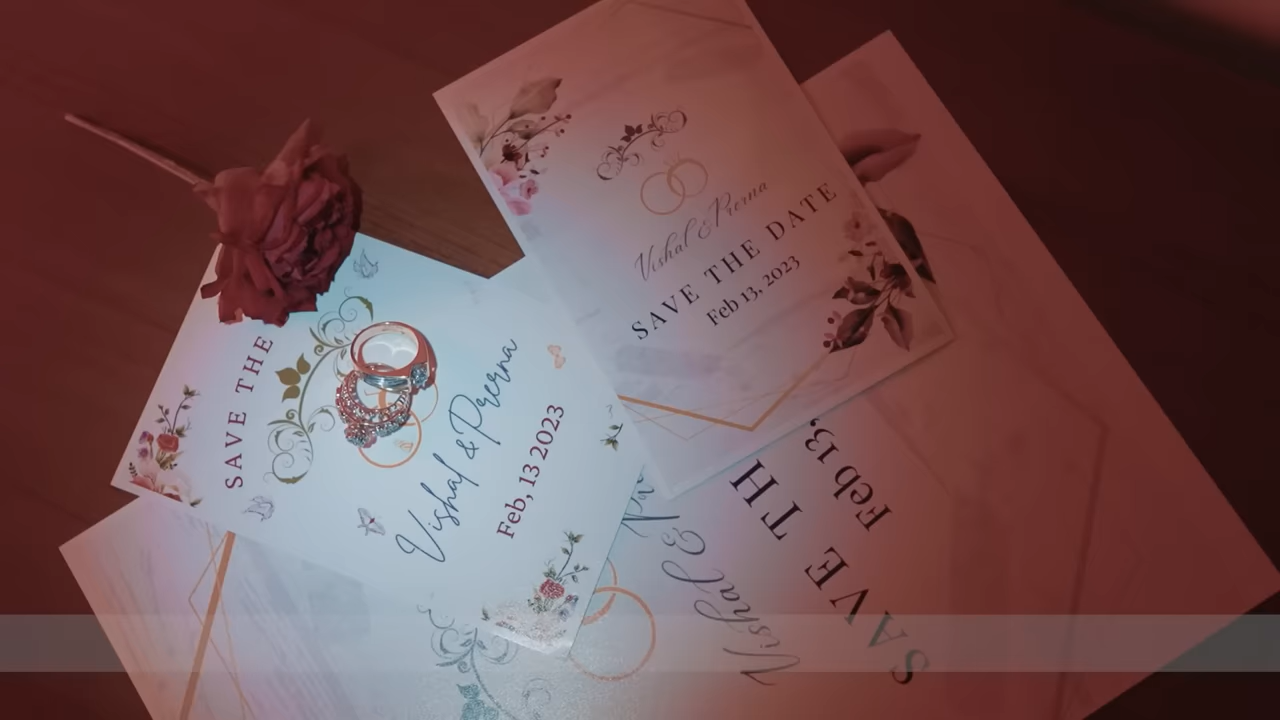 Vishal & Prerna
SAVE THE DATE
Feb 13, 2023
SAVE THE
Vishal & Prerna
Feb, 13 2023
Vishal &
SAVE TH
Feb 13,